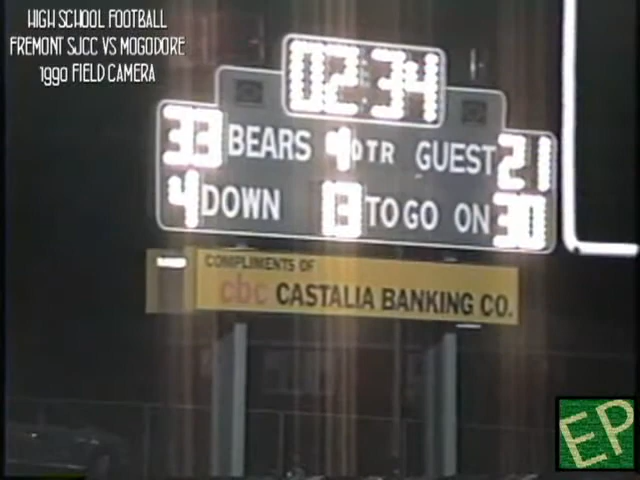 HIGH SCHOOL FOOTBALL
FREMONT SJCC VS MOGODORE
1990 FIELD CAMERA
02:34
33 BEARS 4 QTR GUEST 21
4 DOWN 13 TO GO ON 30
COMPLIMENTS OF
cbc CASTALIA BANKING CO.
EP